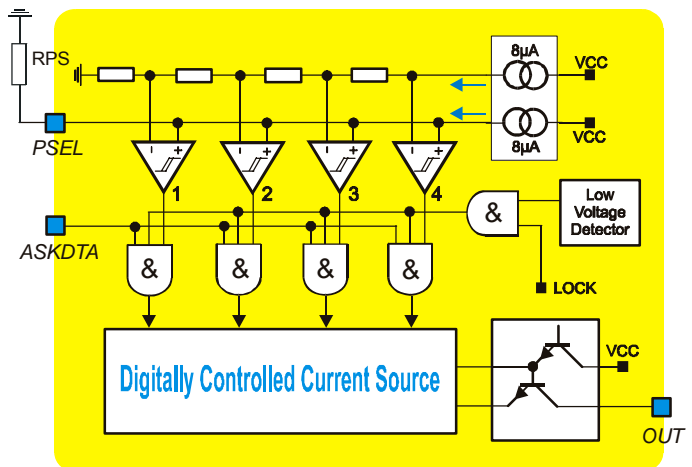 RPS
8µA
VCC
PSEL
VCC
8µA
- + - + - + - +
1 2 3 4
ASKDTA
&
Low
Voltage
Detector
& & & &
LOCK
Digitally Controlled Current Source
VCC
OUT